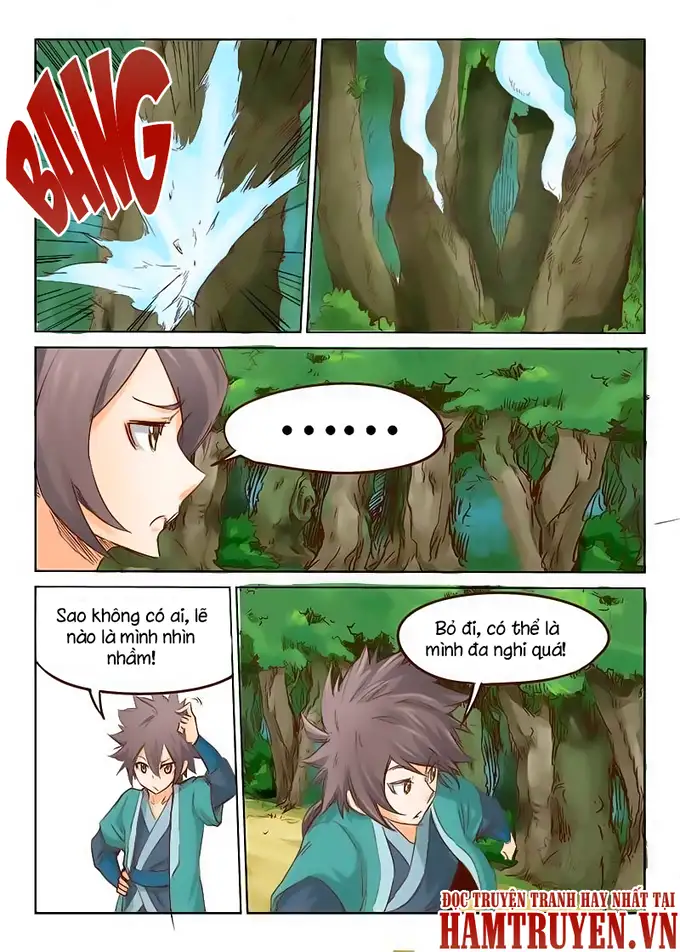 BANG
......
Sao không có ai, lẽ
nào là mình nhìn
nhầm!
Bỏ đi, có thể là
mình đa nghi quá!
ĐỌC TRUYỆN TRANH HAY NHẤT TẠI
HAMTRUYEN.VN